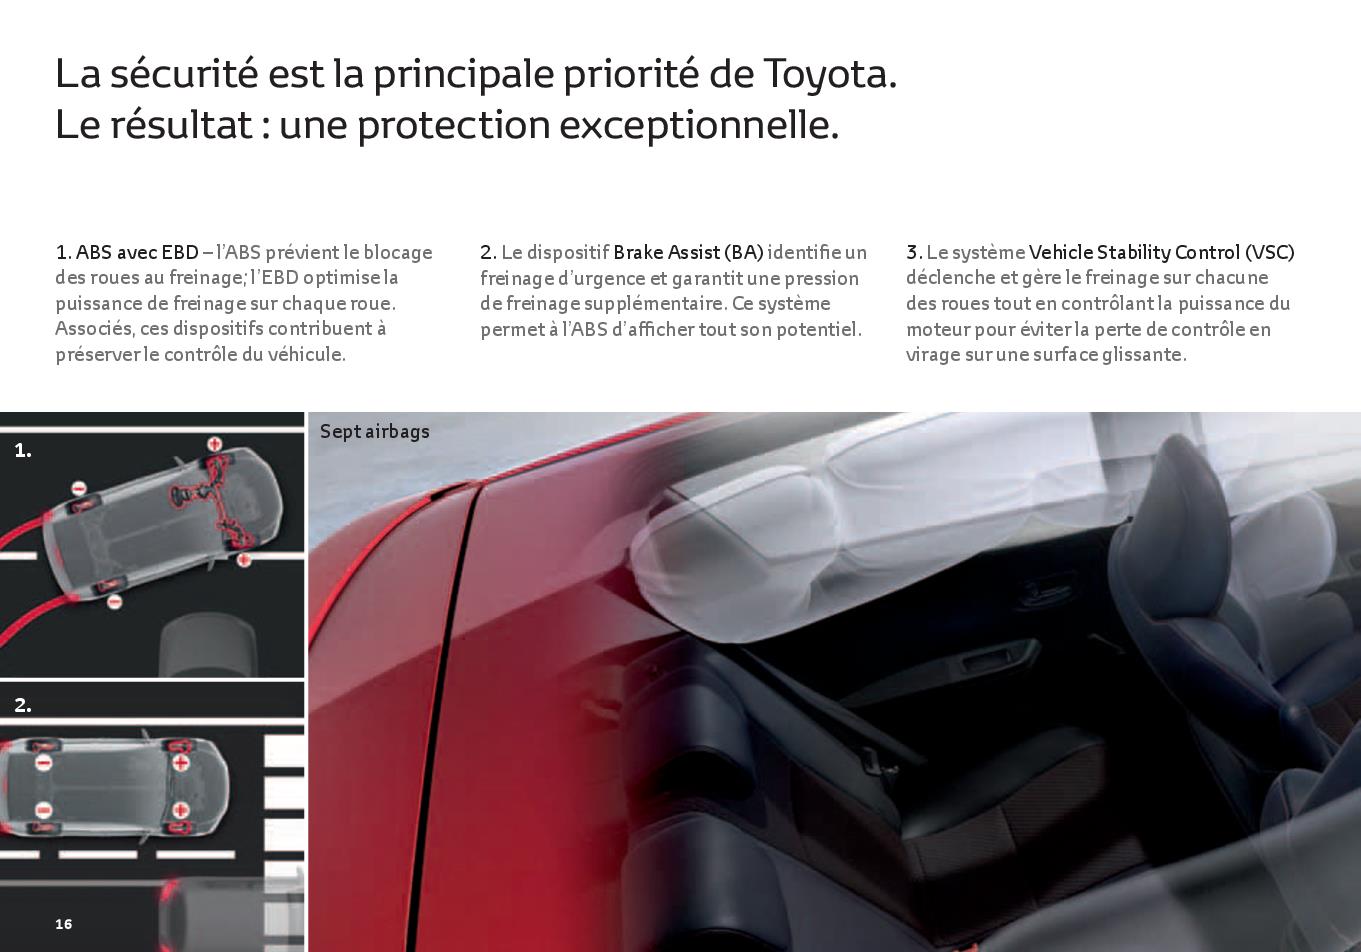 La sécurité est la principale priorité de Toyota.
Le résultat : une protection exceptionnelle.
1. ABS avec EBD – l'ABS prévient le blocage
des roues au freinage; l'EBD optimise la
puissance de freinage sur chaque roue.
Associés, ces dispositifs contribuent à
préserver le contrôle du véhicule.
2. Le dispositif Brake Assist (BA) identifie un
freinage d'urgence et garantit une pression
de freinage supplémentaire. Ce système
permet à l'ABS d'afficher tout son potentiel.
3. Le système Vehicle Stability Control (VSC)
déclenche et gère le freinage sur chacune
des roues tout en contrôlant la puissance du
moteur pour éviter la perte de contrôle en
virage sur une surface glissante.
1.
Sept airbags
2.
16